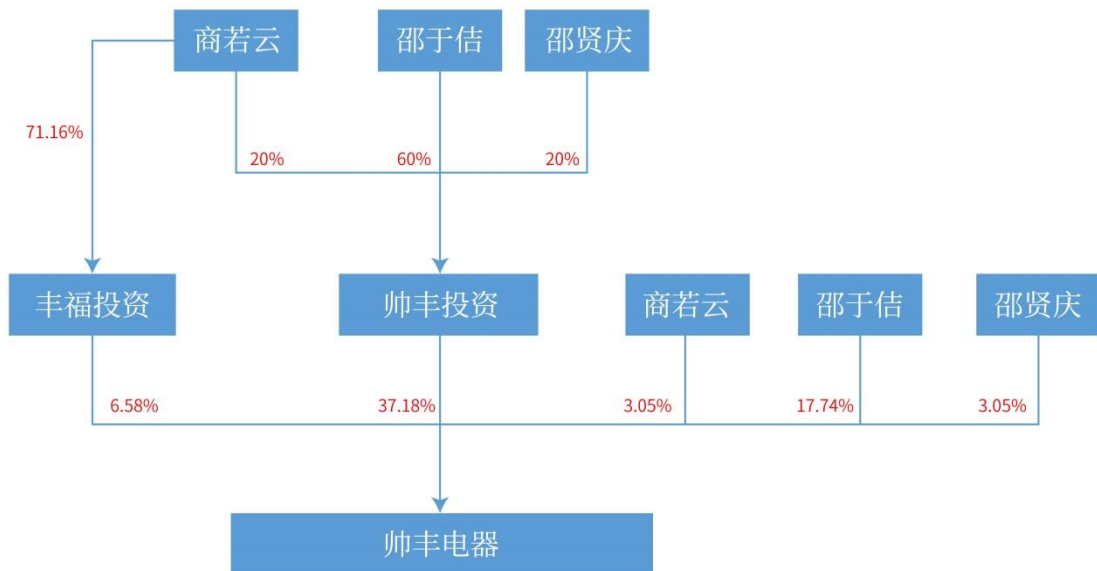 商若云
邵于佶
邵贤庆
71.16%
20%
60%
20%
丰福投资
帅丰投资
商若云
邵于佶
邵贤庆
6.58%
37.18%
3.05%
17.74%
3.05%
帅丰电器